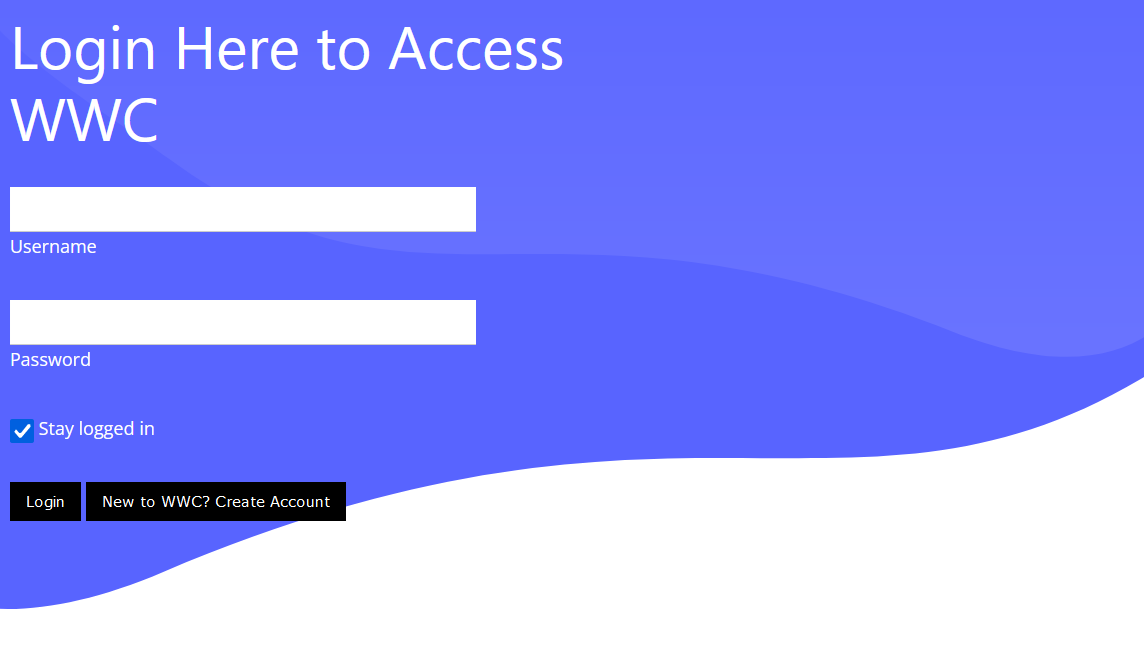 Login Here to Access
WWC
Username
Password
Stay logged in
Login
New to WWC? Create Account